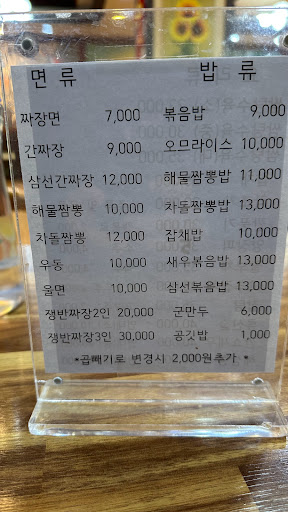 면 류 밥 류
짜장면 7,000 볶음밥 9,000
간짜장 9,000 오므라이스 10,000
삼선간짜장 12,000 해물짬뽕밥 11,000
해물짬뽕 10,000 차돌짬뽕밥 13,000
차돌짬뽕 12,000 잡채밥 10,000
우동 10,000 새우볶음밥 13,000
울면 10,000 삼선볶음밥 13,000
쟁반짜장2인 20,000 군만두 6,000
쟁반짜장3인 30,000 공깃밥 1,000
•곱빼기로 변경시 2,000원추가 •